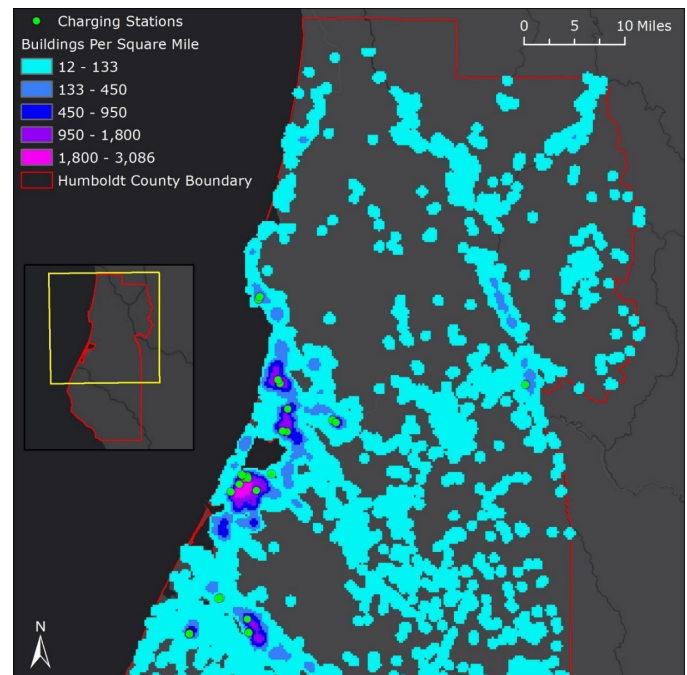 Charging Stations
Buildings Per Square Mile
12 - 133
133 - 450
450 - 950
950 - 1,800
1,800 - 3,086
Humboldt County Boundary
0 5 10 Miles
N